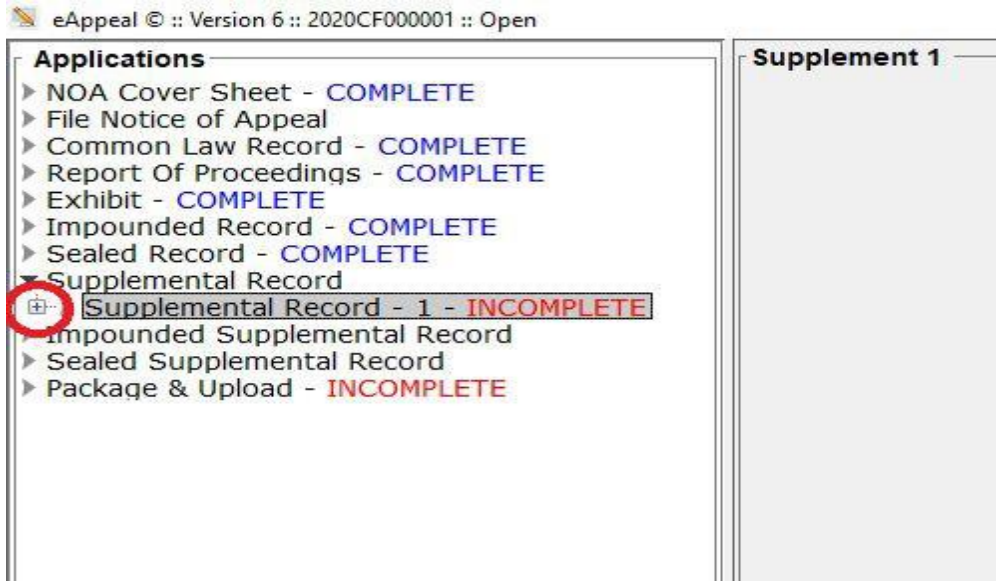 eAppeal © :: Version 6 :: 2020CF000001 :: Open
Applications
NOA Cover Sheet - COMPLETE
File Notice of Appeal
Common Law Record - COMPLETE
Report Of Proceedings - COMPLETE
Exhibit - COMPLETE
Impounded Record - COMPLETE
Sealed Record - COMPLETE
Supplemental Record
Supplemental Record - 1 - INCOMPLETE
Impounded Supplemental Record
Sealed Supplemental Record
Package & Upload - INCOMPLETE
Supplement 1